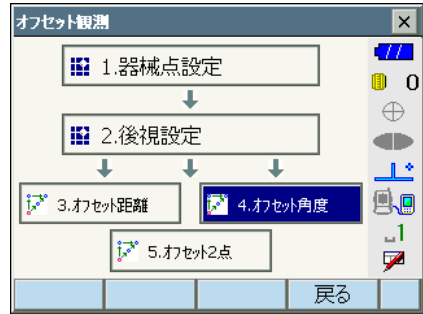 オフセット観測
1.器械点設定
0
2.後視設定
3.オフセット距離
4.オフセット角度
1
5.オフセット2点
戻る